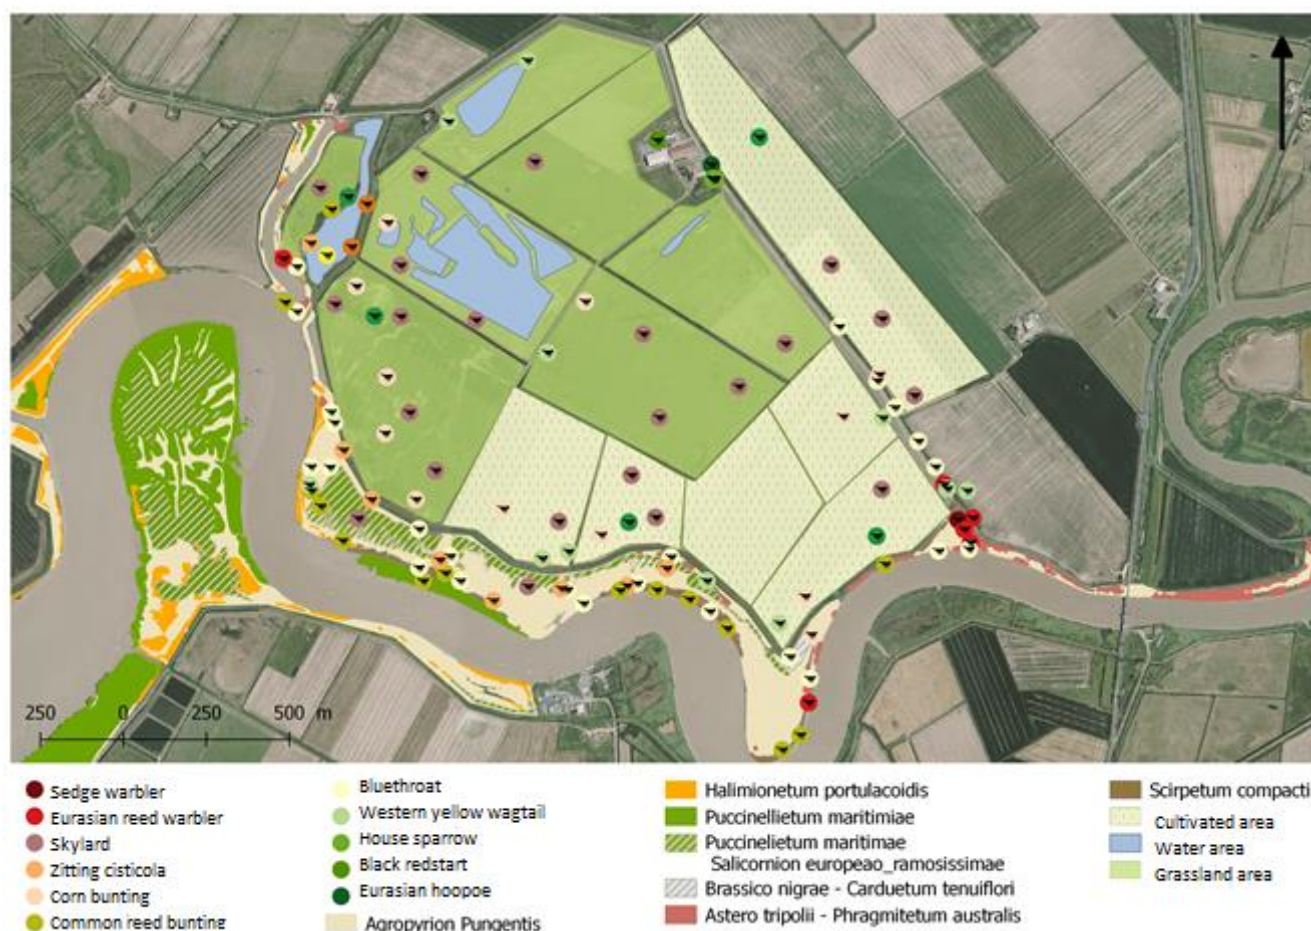 250 0 250 500 m
Sedge warbler
Eurasian reed warbler
Skylard
Zitting cisticola
Corn bunting
Common reed bunting
Bluethroat
Western yellow wagtail
House sparrow
Black redstart
Eurasian hoopoe
Agropyrion Pungentis
Halimionetum portulacoidis
Puccinellietum maritimiae
Puccinellietum maritimae
Salicornion europeao_ramosissimae
Brassico nigrae - Carduetum tenuiflori
Astero tripolii - Phragmitetum australis
Scirpetum compacti
Cultivated area
Water area
Grassland area